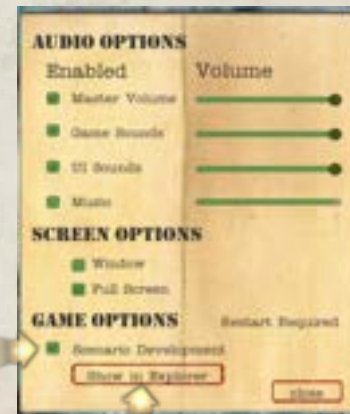 AUDIO OPTIONS
Enabled Volume
Master Volume
Game Sounds
UI Sounds
Music
SCREEN OPTIONS
Window
Full Screen
GAME OPTIONS Restart Required
Scenario Development
Show in Explorer
close